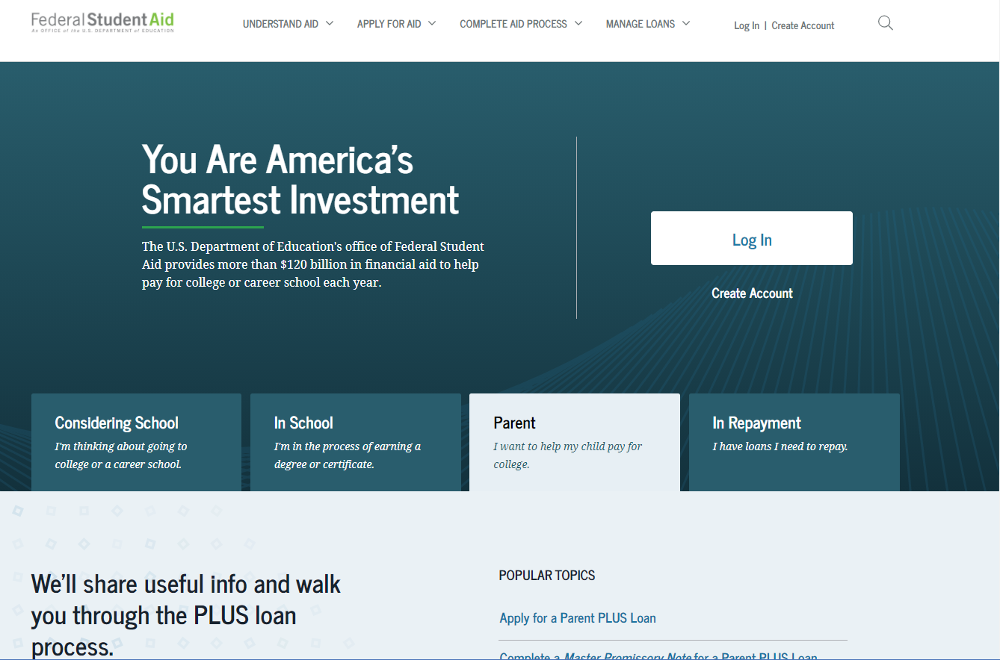 Federal Student Aid
An OFFICE of the U.S. DEPARTMENT of EDUCATION
UNDERSTAND AID
APPLY FOR AID
COMPLETE AID PROCESS
MANAGE LOANS
Log In | Create Account
You Are America’s
Smartest Investment
The U.S. Department of Education's office of Federal Student
Aid provides more than $120 billion in financial aid to help
pay for college or career school each year.
Log In
Create Account
Considering School
I'm thinking about going to
college or a career school.
In School
I'm in the process of earning a
degree or certificate.
Parent
I want to help my child pay for
college.
In Repayment
I have loans I need to repay.
We’ll share useful info and walk
you through the PLUS loan
process.
POPULAR TOPICS
Apply for a Parent PLUS Loan
Complete a Master Promissory Note for a Parent PLUS Loan